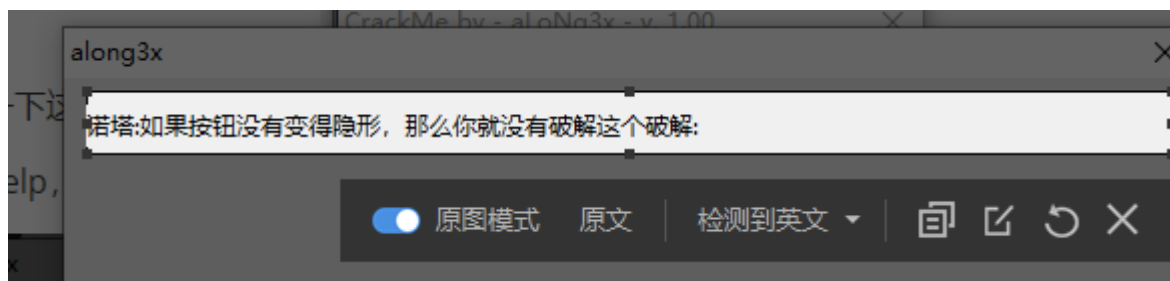 CrackMe by - aLoNg3x - v. 1.00
along3x
一下这
诺塔:如果按钮没有变得隐形，那么你就没有破解这个破解:
elp,
原图模式 原文 检测到英文
x